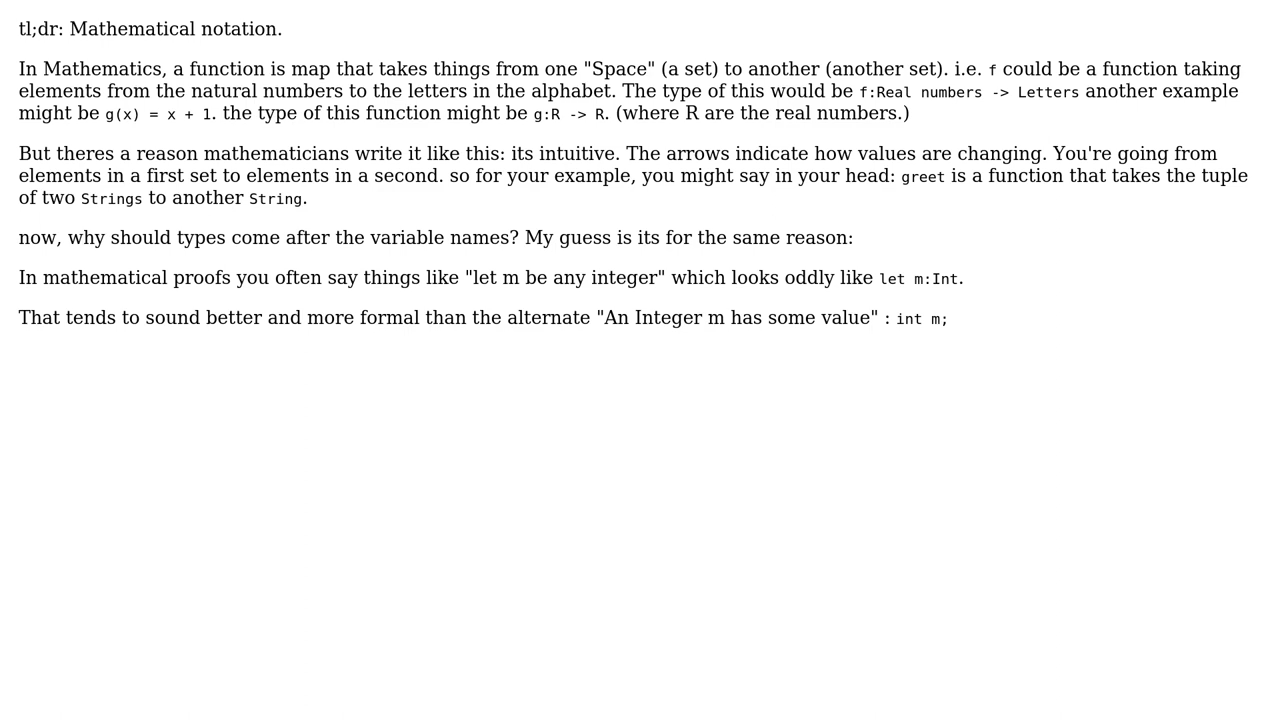 tl;dr: Mathematical notation.
In Mathematics, a function is map that takes things from one "Space" (a set) to another (another set). i.e. f could be a function taking
elements from the natural numbers to the letters in the alphabet. The type of this would be f:Real numbers -> Letters another example
might be g(x) = x + 1. the type of this function might be g:R -> R. (where R are the real numbers.)
But theres a reason mathematicians write it like this: its intuitive. The arrows indicate how values are changing. You're going from
elements in a first set to elements in a second. so for your example, you might say in your head: greet is a function that takes the tuple
of two Strings to another String.
now, why should types come after the variable names? My guess is its for the same reason:
In mathematical proofs you often say things like "let m be any integer" which looks oddly like let m:Int.
That tends to sound better and more formal than the alternate "An Integer m has some value" : int m;